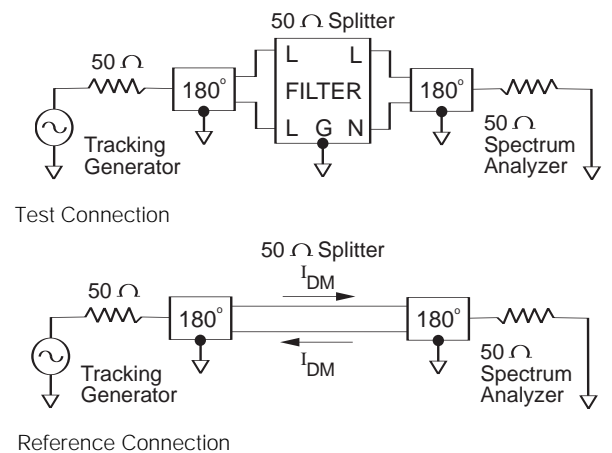 50 Ω Splitter
50 Ω
L L
180°
FILTER
180°
L G N
Tracking
Generator
50 Ω
Spectrum
Analyzer
Test Connection
50 Ω Splitter
I DM
50 Ω
180°
180°
I DM
Tracking
Generator
50 Ω
Spectrum
Analyzer
Reference Connection